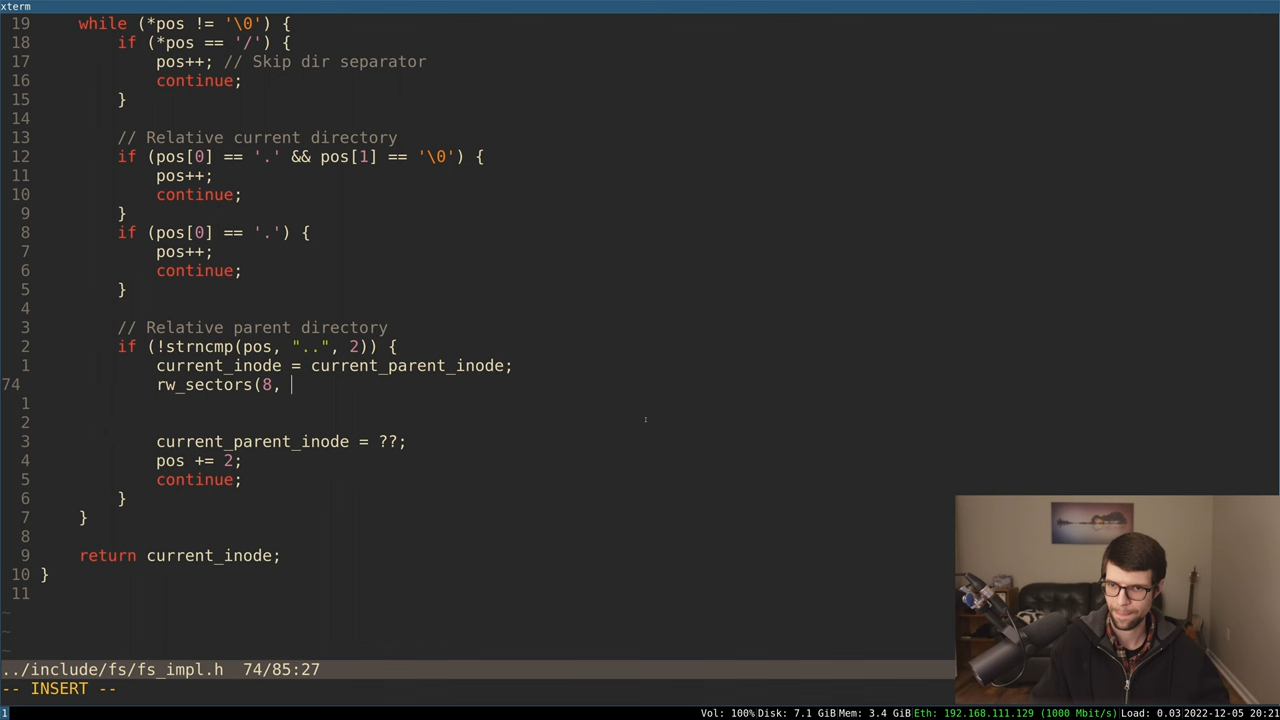 xterm
19 while (*pos != '\0') {
18 if (*pos == '/') {
17 pos++; // Skip dir separator
16 continue;
15 }
14
13 // Relative current directory
12 if (pos[0] == '.' && pos[1] == '\0') {
11 pos++;
10 continue;
9 }
8 if (pos[0] == '.') {
7 pos++;
6 continue;
5 }
4
3 // Relative parent directory
2 if (!strncmp(pos, "..", 2)) {
1 current_inode = current_parent_inode;
74 rw_sectors(8,
1
2
3 current_parent_inode = ??;
4 pos += 2;
5 continue;
6 }
7 }
8
9 return current_inode;
10 }
11
~
~
~
../include/fs/fs_impl.h 74/85:27
-- INSERT --
1 Vol: 100% Disk: 7.1 GiB Mem: 3.4 GiB Eth: 192.168.111.129 (1000 Mbit/s) Load: 0.03 2022-12-05 20:21